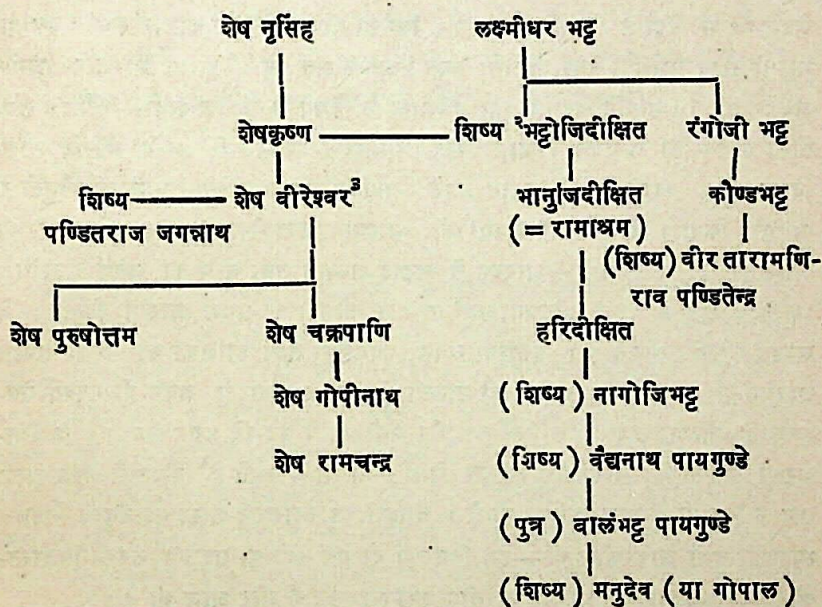 शेष नृसिंह लक्ष्मीधर भट्ट
शेषकृष्ण शिष्य ²भट्टोजिदीक्षित रंगोजी भट्ट
शिष्य शेष वीरेश्वर³ भानुजिदीक्षित कौण्डभट्ट
पण्डितराज जगन्नाथ (= रामाश्रम)
(शिष्य) वीर तारामणि-
राव पण्डितेन्द्र
शेष पुरुषोत्तम शेष चक्रपाणि हरिदीक्षित
शेष गोपीनाथ (शिष्य) नागोजिभट्ट
शेष रामचन्द्र (शिष्य) वैद्यनाथ पायगुण्डे
(पुत्र) वालंभट्ट पायगुण्डे
(शिष्य) मनुदेव (या गोपाल)